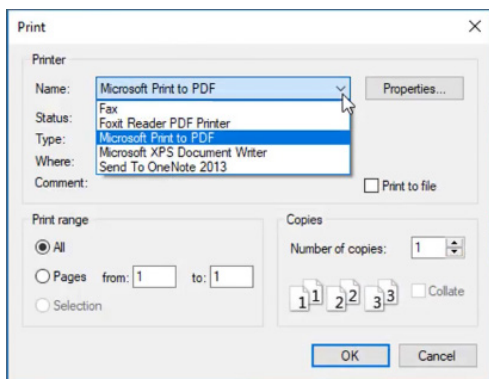 Print
Printer
Name: Microsoft Print to PDF Properties...
Fax
Status: Foxit Reader PDF Printer
Type: Microsoft Print to PDF
Where: Microsoft XPS Document Writer
Send To OneNote 2013
Comment: Print to file
Print range Copies
All Number of copies: 1
Pages from: 1 to: 1
1 1 2 2 3 3 Collate
Selection
OK Cancel